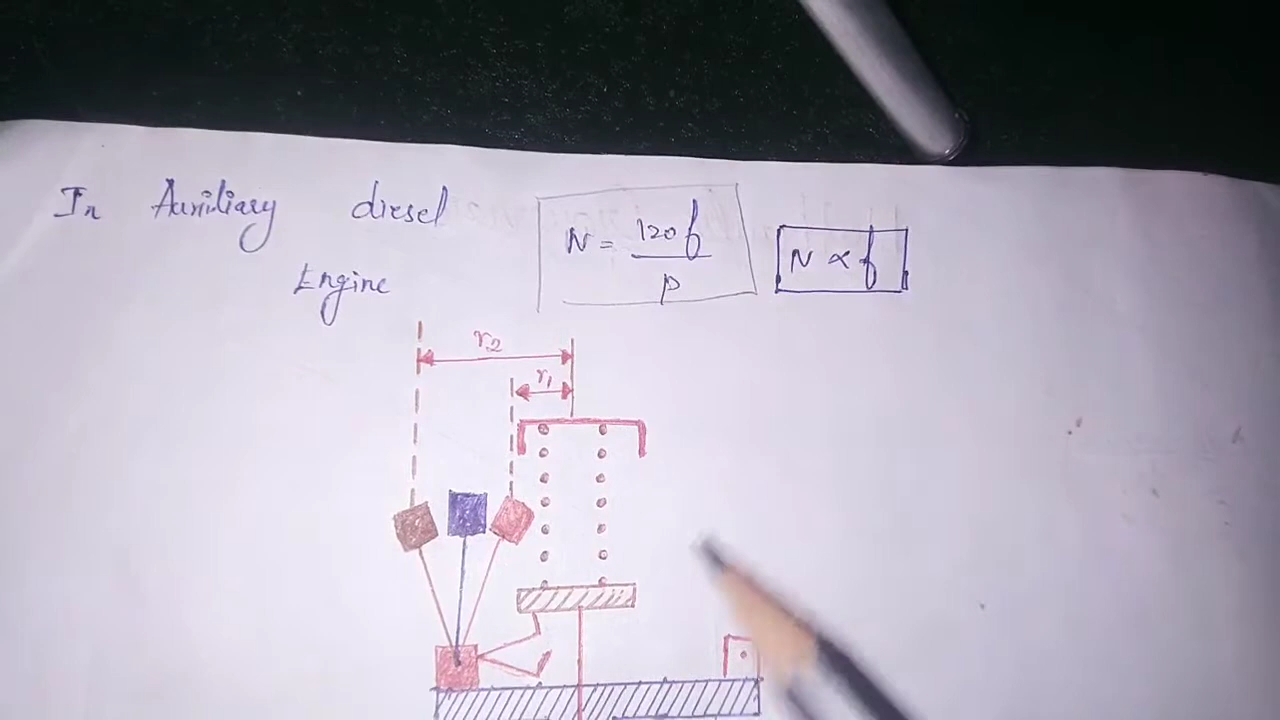 In Auxiliary diesel
Engine
N = 120f / P
N ∝ f
r2
r1